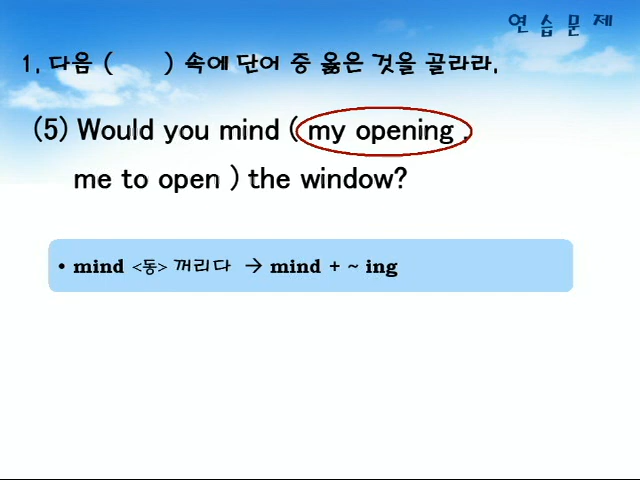 연 습 문 제
1. 다음 (      ) 속에 단어 중 옳은 것을 골라라.
(5) Would you mind ( my opening ,
me to open ) the window?
• mind <동> 꺼리다 → mind + ~ ing